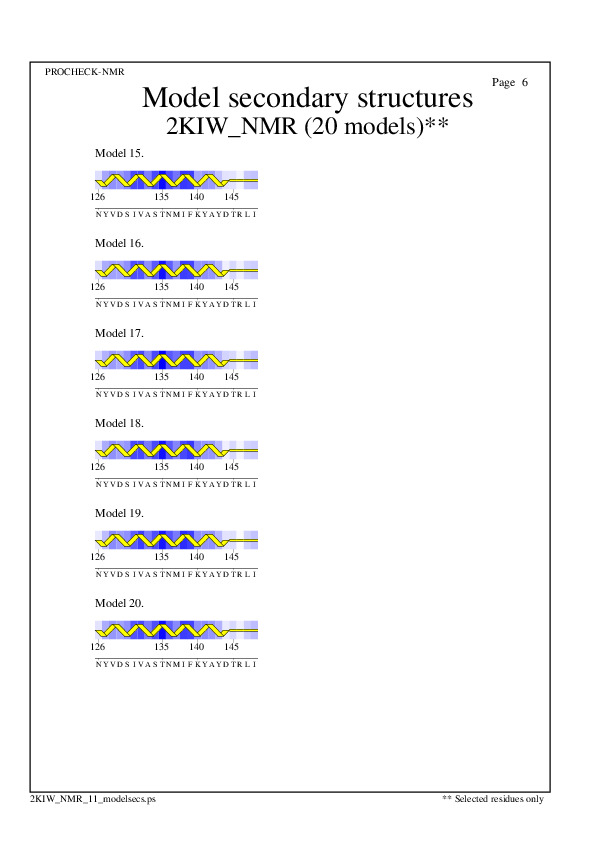 PROCHECK-NMR
Page 6
Model secondary structures
2KIW_NMR (20 models)**
Model 15.
126 135 140 145
N Y V D S I V A S T N M I F K Y A Y D T R L I
Model 16.
126 135 140 145
N Y V D S I V A S T N M I F K Y A Y D T R L I
Model 17.
126 135 140 145
N Y V D S I V A S T N M I F K Y A Y D T R L I
Model 18.
126 135 140 145
N Y V D S I V A S T N M I F K Y A Y D T R L I
Model 19.
126 135 140 145
N Y V D S I V A S T N M I F K Y A Y D T R L I
Model 20.
126 135 140 145
N Y V D S I V A S T N M I F K Y A Y D T R L I
2KIW_NMR_11_modelsecs.ps
** Selected residues only